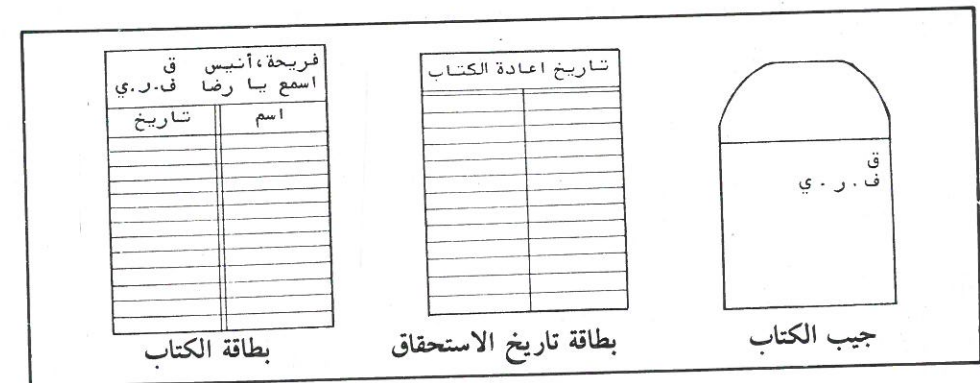 ق
ف . ر . ي
جيب الكتاب
تاريخ اعادة الكتاب
بطاقة تاريخ الاستحقاق
فريحة،أنيس ق
اسمع يا رضا ف.ر.ي
اسم تاريخ
بطاقة الكتاب